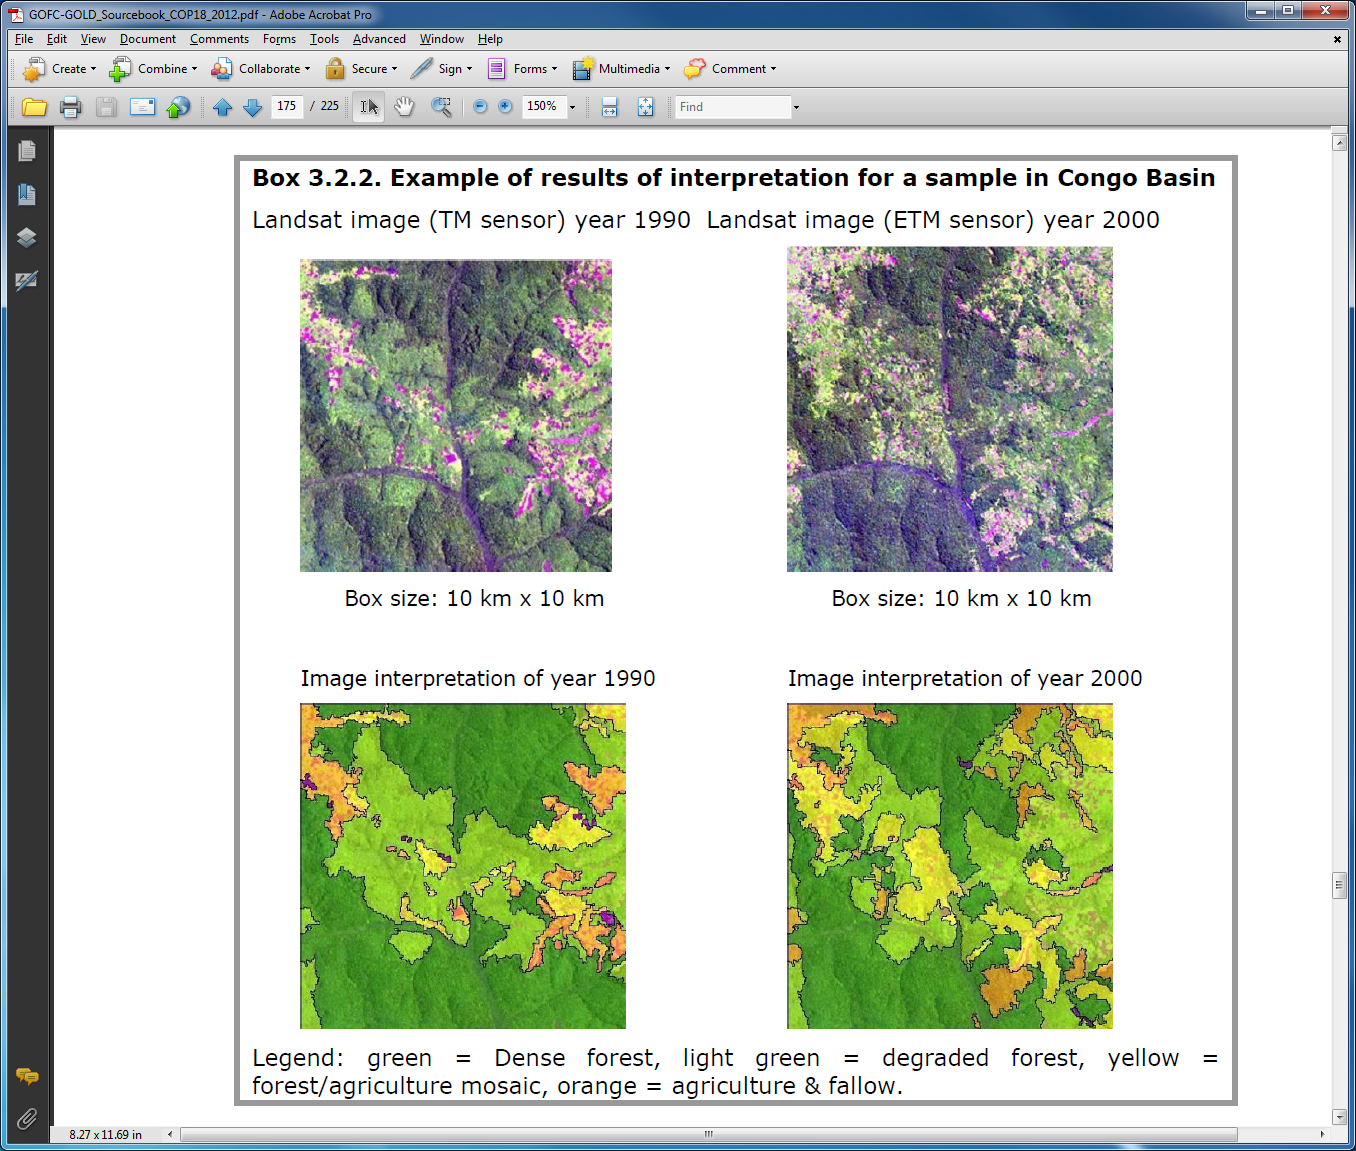 GOFC-GOLD_Sourcebook_COP18_2012.pdf - Adobe Acrobat Pro
File Edit View Document Comments Forms Tools Advanced Window Help
Create Combine Collaborate Secure Sign Forms Multimedia Comment
175 / 225 150% Find
Box 3.2.2. Example of results of interpretation for a sample in Congo Basin
Landsat image (TM sensor) year 1990 Landsat image (ETM sensor) year 2000
Box size: 10 km x 10 km Box size: 10 km x 10 km
Image interpretation of year 1990 Image interpretation of year 2000
Legend: green = Dense forest, light green = degraded forest, yellow =
forest/agriculture mosaic, orange = agriculture & fallow.
8.27 x 11.69 in